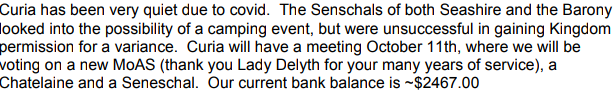 Curia has been very quiet due to covid.  The Senschals of both Seashire and the Barony
looked into the possibility of a camping event, but were unsuccessful in gaining Kingdom
permission for a variance.  Curia will have a meeting October 11th, where we will be
voting on a new MoAS (thank you Lady Delyth for your many years of service), a
Chatelaine and a Seneschal.  Our current bank balance is ~$2467.00